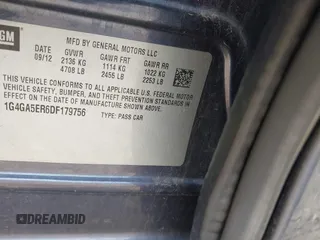 GM
MFD BY GENERAL MOTORS LLC
09/12 GVWR GAWR FRT GAWR RR
2136 KG 1114 KG 1022 KG
4708 LB 2456 LB 2253 LB
THIS VEHICLE CONFORMS TO ALL APPLICABLE U.S. FEDERAL MOTOR
VEHICLE SAFETY, BUMPER, AND THEFT PREVENTION STANDARDS IN
EFFECT ON THE DATE OF MANUFACTURE SHOWN ABOVE.
1G4GA5ER6DF179756 TYPE: PASS CAR
DREAMBID